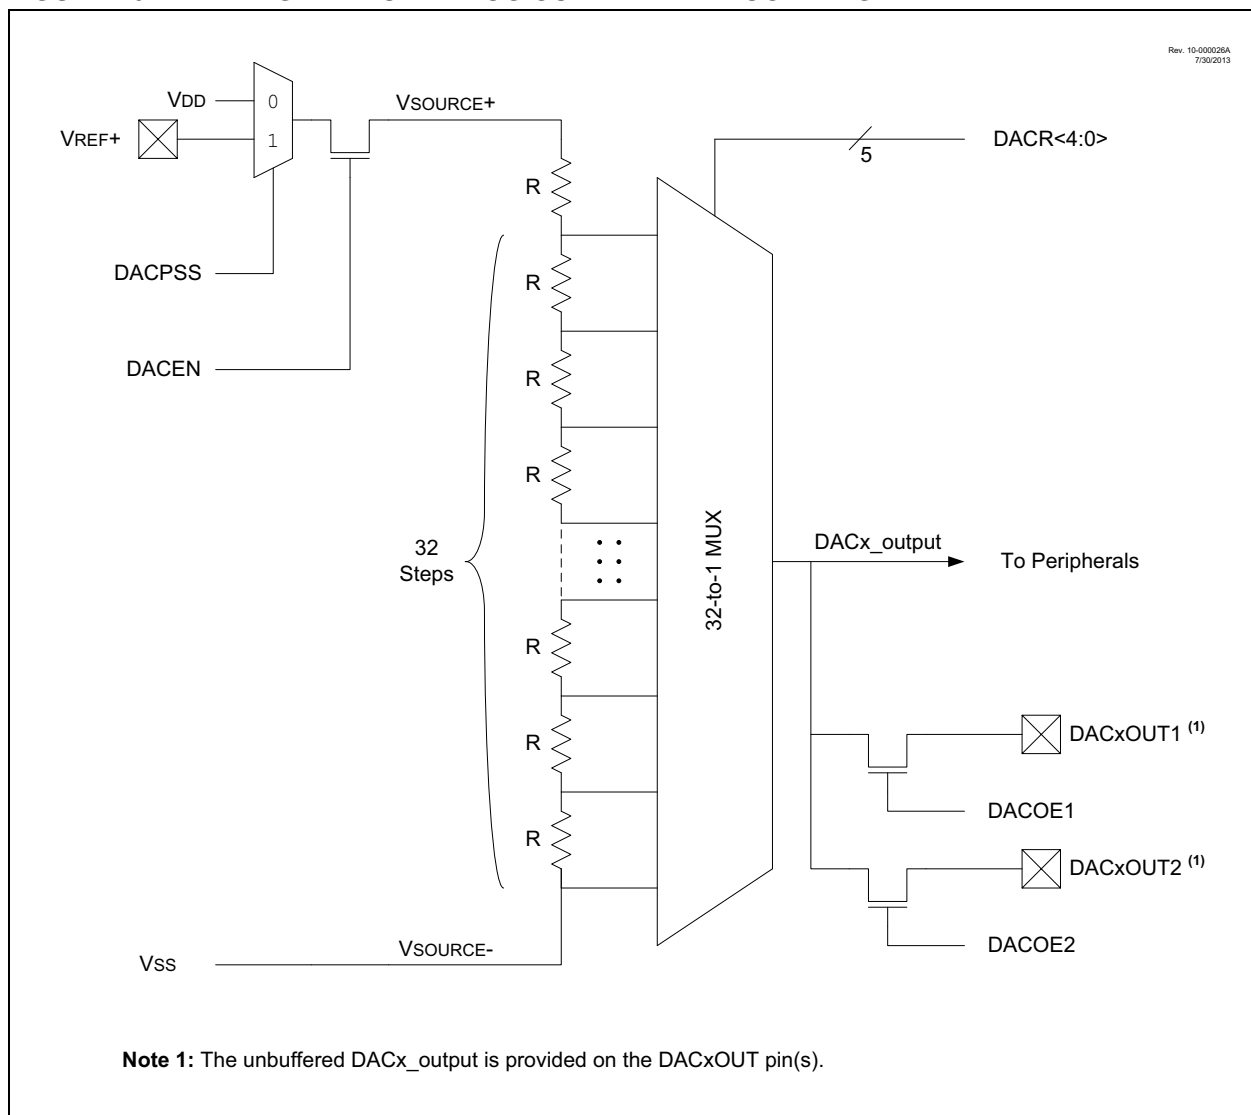 Rev. 10-000026A
7/30/2013
VDD
0
VSOURCE+
VREF+
1
DACR<4:0>
5
R
DACPSS
R
DACEN
R
R
32
Steps
32-to-1 MUX
DACx_output
To Peripherals
R
R
DACxOUT1 (1)
R
DACOE1
DACxOUT2 (1)
DACOE2
VSOURCE-
VSS
Note 1: The unbuffered DACx_output is provided on the DACxOUT pin(s).